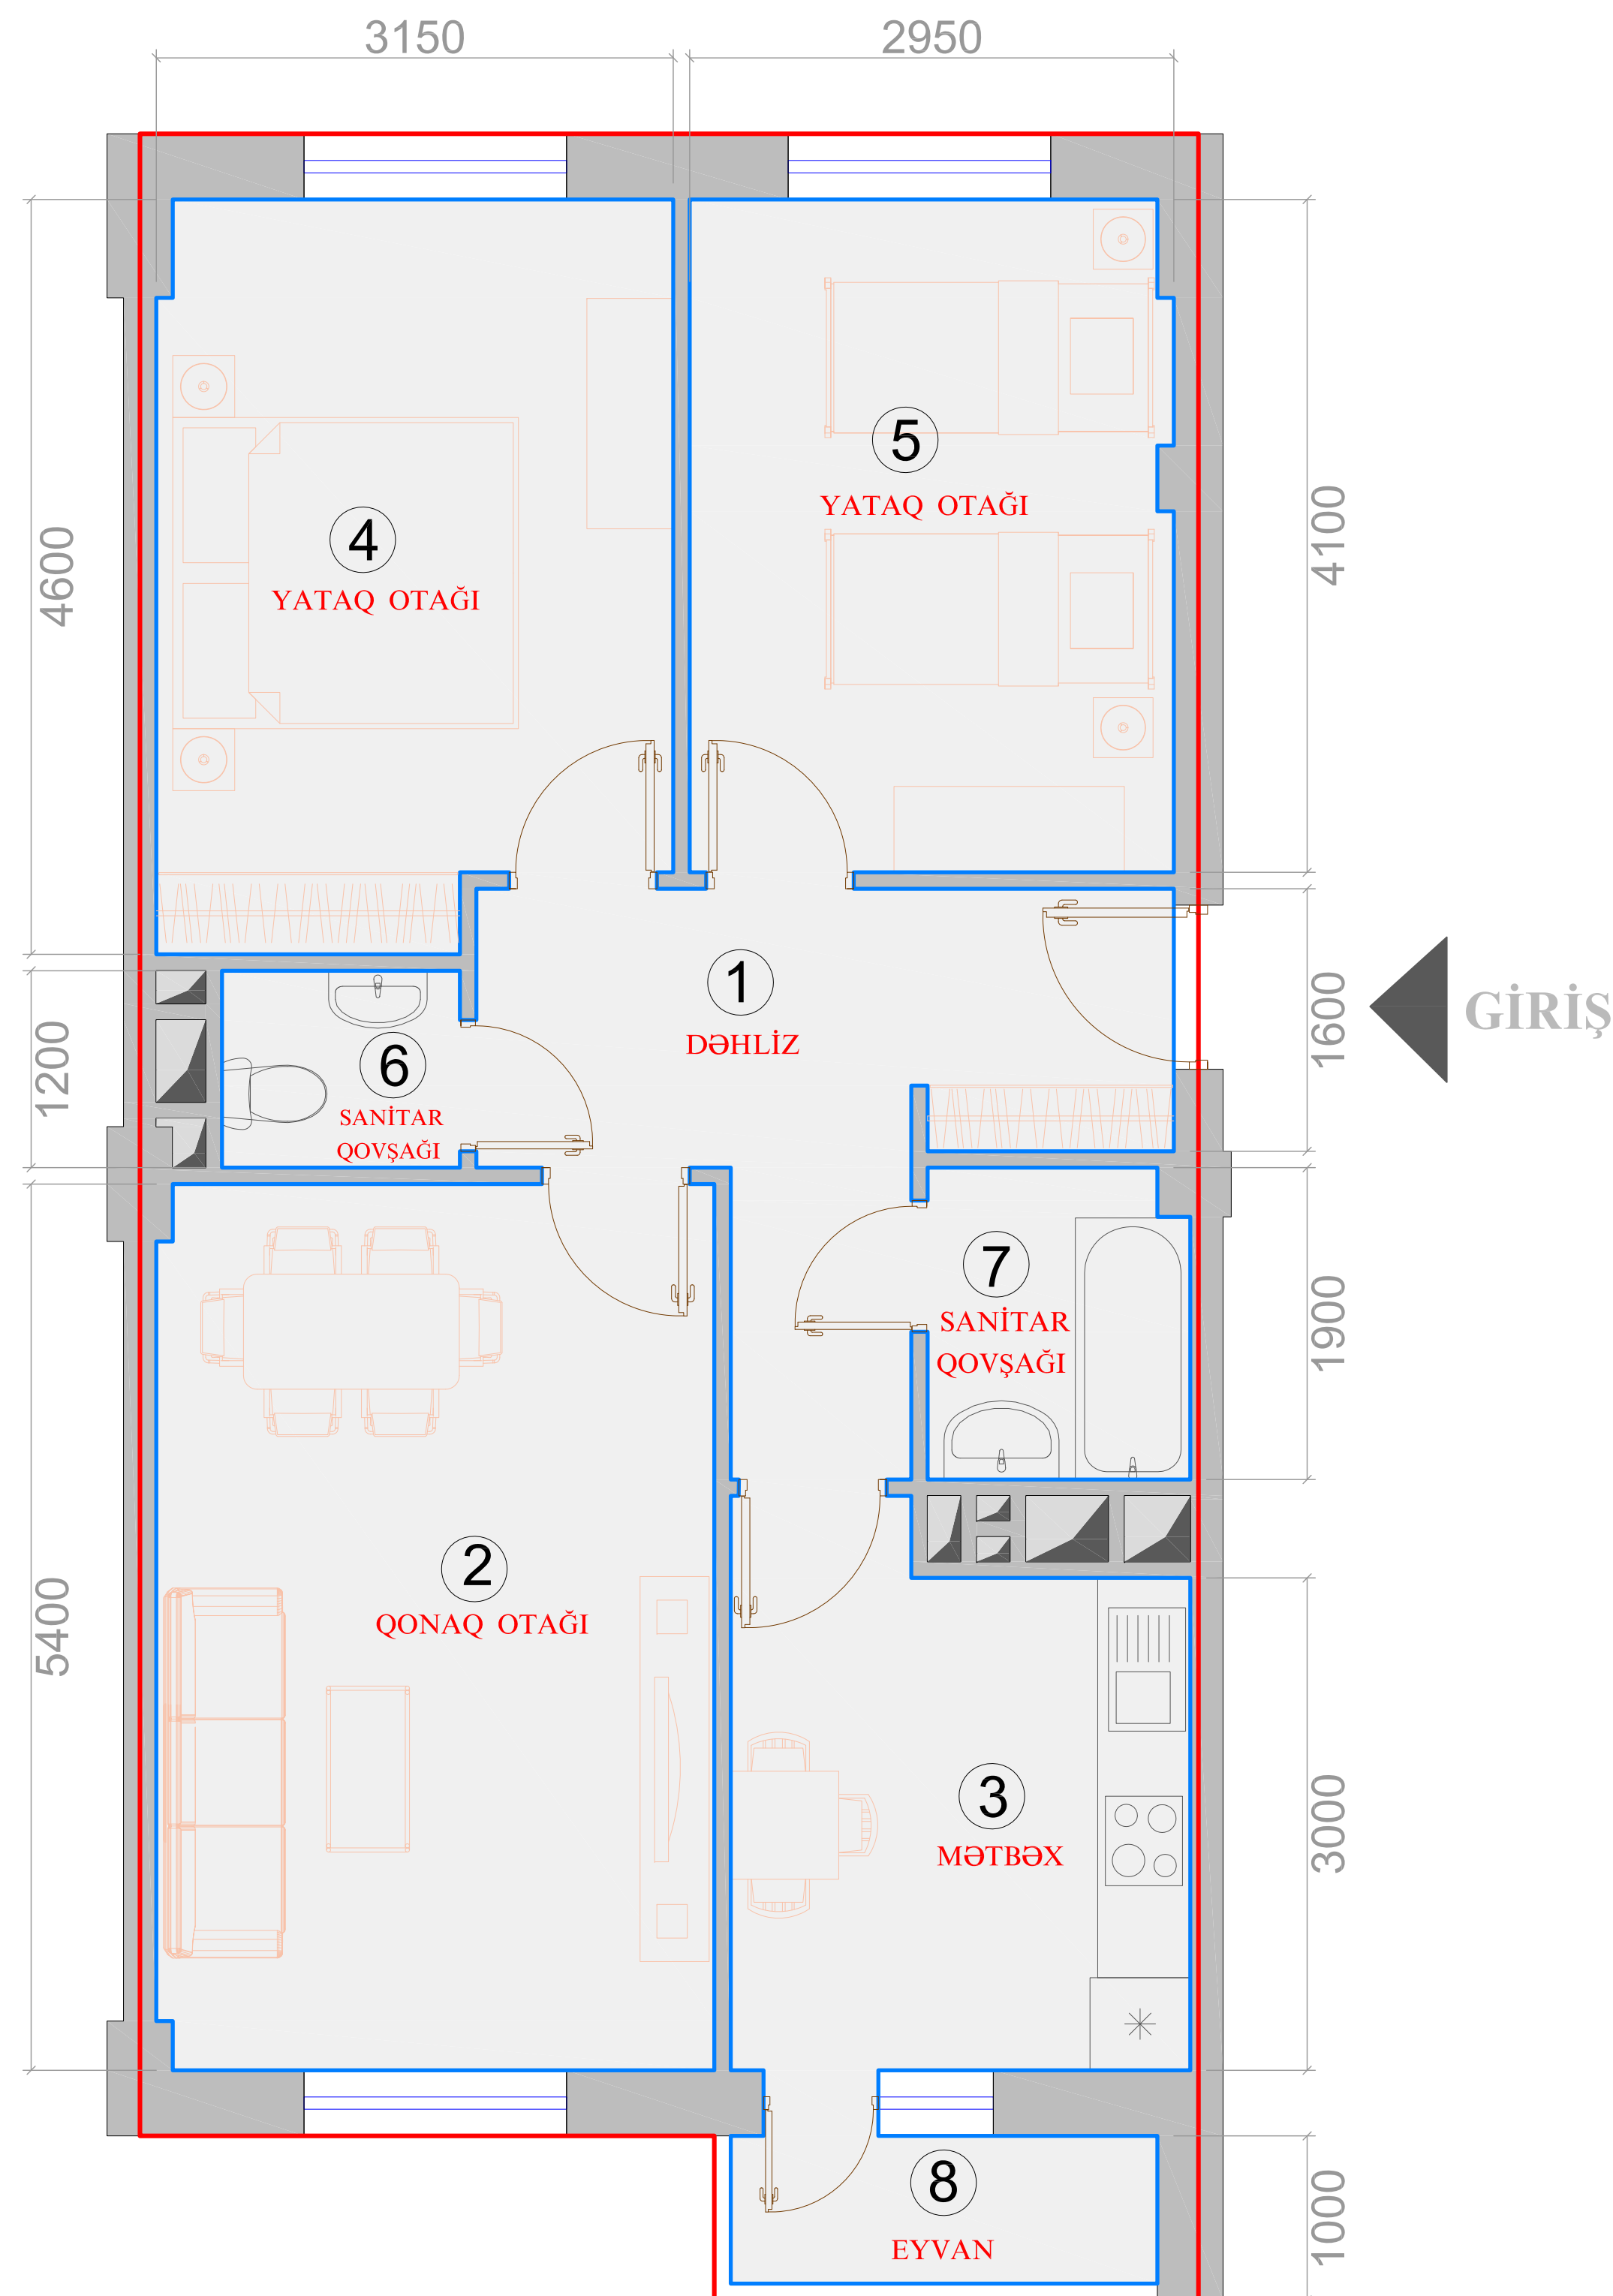 3150
2950
5
YATAQ OTAĞI
4
YATAQ OTAĞI
4600
4100
1
DƏHLİZ
1600
GİRİŞ
6
SANİTAR
QOVŞAĞI
1200
7
SANİTAR
QOVŞAĞI
1900
2
QONAQ OTAĞI
5400
3
MƏTBƏX
3000
8
EYVAN
1000